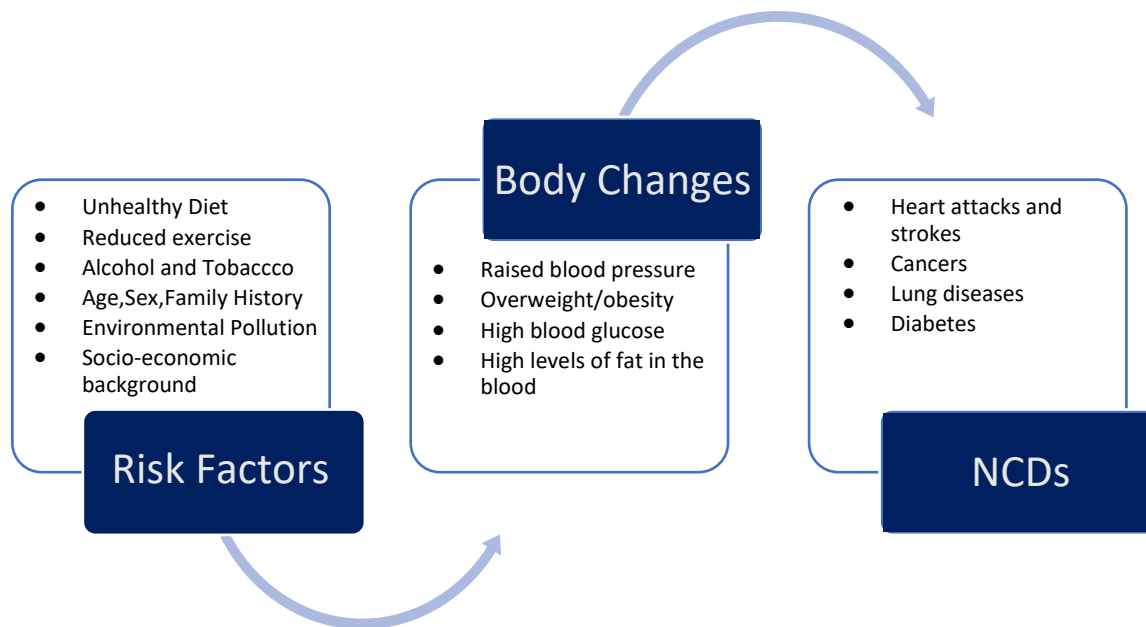 Unhealthy Diet
Reduced exercise
Alcohol and Tobaccco
Age,Sex,Family History
Environmental Pollution
Socio-economic
background
Risk Factors
Body Changes
Raised blood pressure
Overweight/obesity
High blood glucose
High levels of fat in the
blood
Heart attacks and
strokes
Cancers
Lung diseases
Diabetes
NCDs